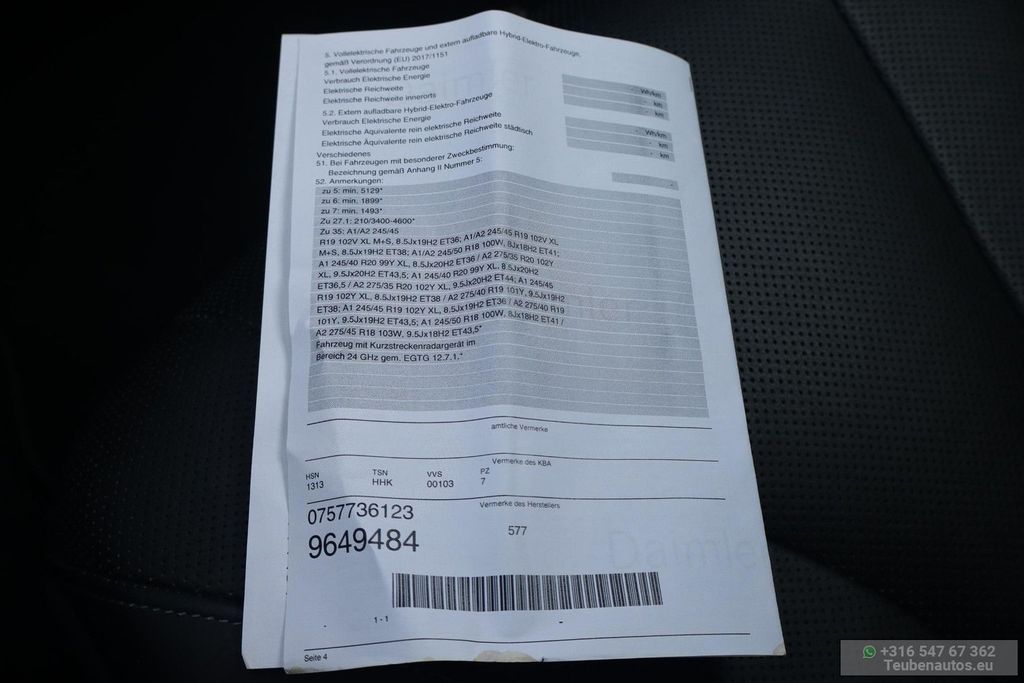 5. Vollelektrische Fahrzeuge und extern aufladbare Hybrid-Elektro-Fahrzeuge,
gemäß Verordnung (EU) 2017/1151
5.1. Vollelektrische Fahrzeuge
Verbrauch Elektrische Energie - Wh/km
Elektrische Reichweite - km
Elektrische Reichweite innerorts - km
5.2. Extern aufladbare Hybrid-Elektro-Fahrzeuge
Verbrauch Elektrische Energie - Wh/km
Elektrische Äquivalente rein elektrische Reichweite - km
Elektrische Äquivalente rein elektrische Reichweite städtisch - km
Verschiedenes
51. Bei Fahrzeugen mit besonderer Zweckbestimmung:
Bezeichnung gemäß Anhang II Nummer 5: -
52. Anmerkungen:
zu 5: min. 5129*
zu 6: min. 1899*
zu 7: min. 1493*
Zu 27.1: 210/3400-4600*
Zu 35: A1/A2 245/45
R19 102V XL M+S, 8.5Jx19H2 ET36; A1/A2 245/45 R19 102V XL
M+S, 8.5Jx19H2 ET38; A1/A2 245/50 R18 100W, 8Jx18H2 ET41;
A1 245/40 R20 99Y XL, 8.5Jx20H2 ET36 / A2 275/35 R20 102Y
XL, 9.5Jx20H2 ET43,5; A1 245/40 R20 99Y XL, 8.5Jx20H2
ET36,5 / A2 275/35 R20 102Y XL, 9.5Jx20H2 ET44; A1 245/45
R19 102Y XL, 8.5Jx19H2 ET38 / A2 275/40 R19 101Y, 9.5Jx19H2
ET38; A1 245/45 R19 102Y XL, 8.5Jx19H2 ET36 / A2 275/40 R19
101Y, 9.5Jx19H2 ET43,5; A1 245/50 R18 100W, 8Jx18H2 ET41 /
A2 275/45 R18 103W, 9.5Jx18H2 ET43,5*
Fahrzeug mit Kurzstreckenradargerät im
Bereich 24 GHz gem. EGTG 12.7.1.*
amtliche Vermerke
Vermerke des KBA
HSN TSN VVS PZ
1313 HHK 00103 7
Vermerke des Herstellers
0757736123
9649484 577
Daimle
1 - 1 -
Seite 4
+316 547 67 362
Teubenautos.eu